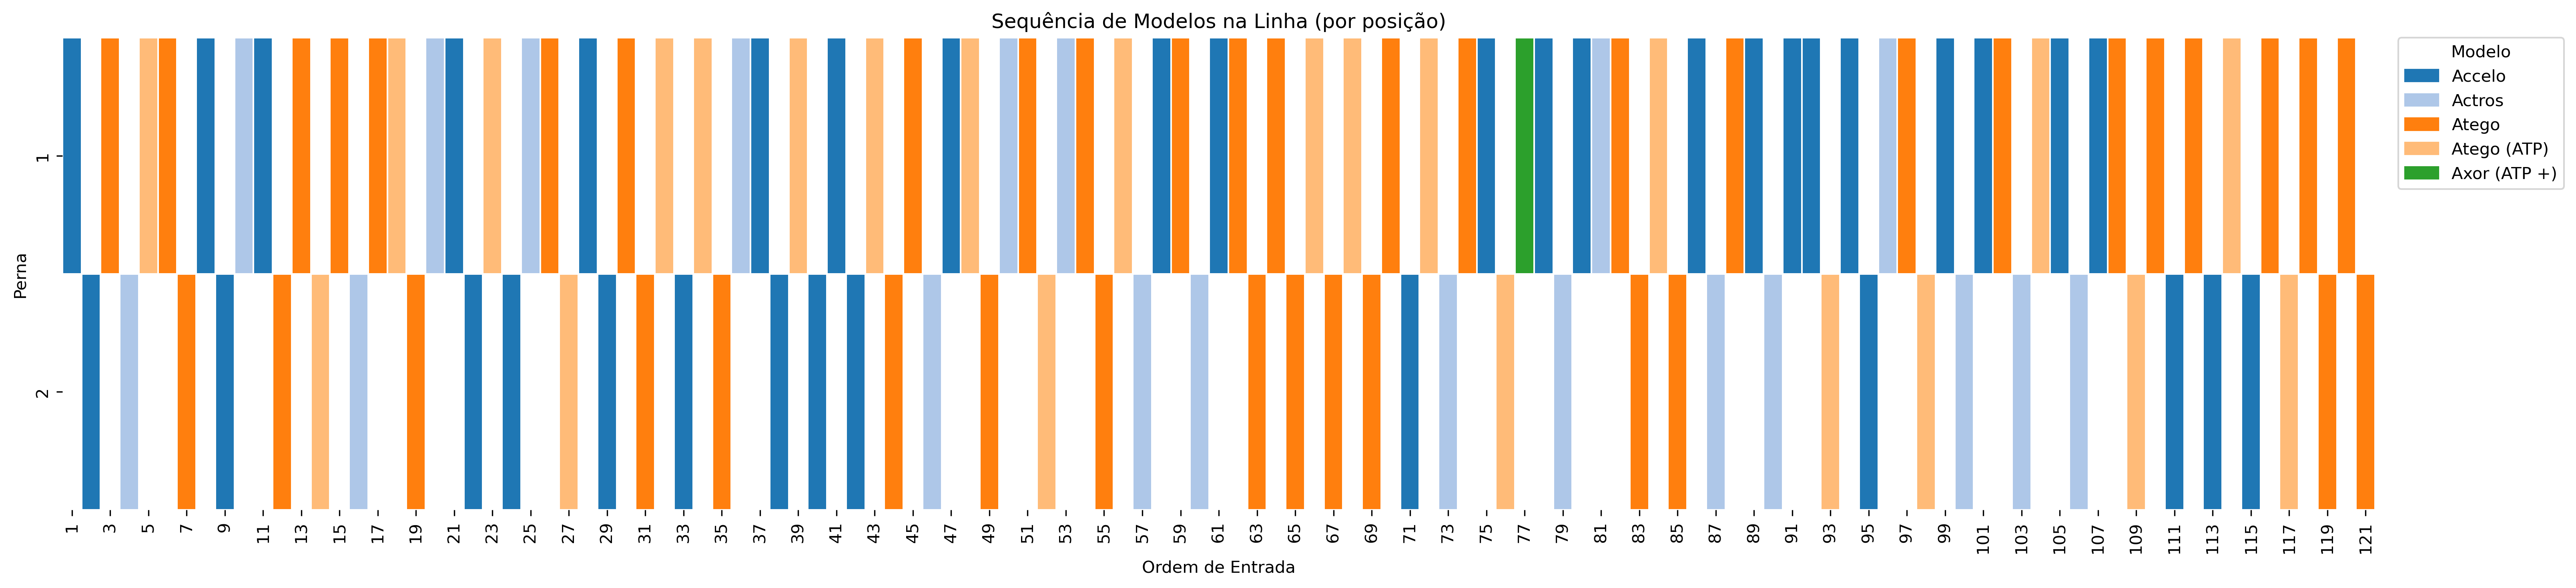 Sequência de Modelos na Linha (por posição)
Modelo
Accelo
Actros
Atego
Atego (ATP)
Axor (ATP +)
Perna
1
2
1 3 5 7 9 11 13 15 17 19 21 23 25 27 29 31 33 35 37 39 41 43 45 47 49 51 53 55 57 59 61 63 65 67 69 71 73 75 77 79 81 83 85 87 89 91 93 95 97 99 101 103 105 107 109 111 113 115 117 119 121
Ordem de Entrada